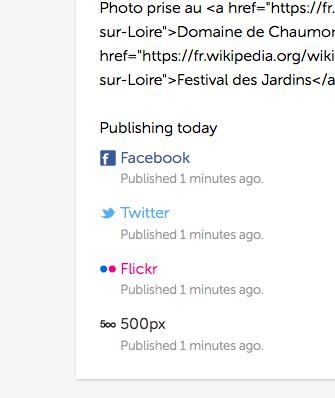 Photo prise au <a href="https://fr.
sur-Loire">Domaine de Chaumon
href="https://fr.wikipedia.org/wiki
sur-Loire">Festival des Jardins</a
Publishing today
Facebook
Published 1 minutes ago.
Twitter
Published 1 minutes ago.
Flickr
Published 1 minutes ago.
500px
Published 1 minutes ago.